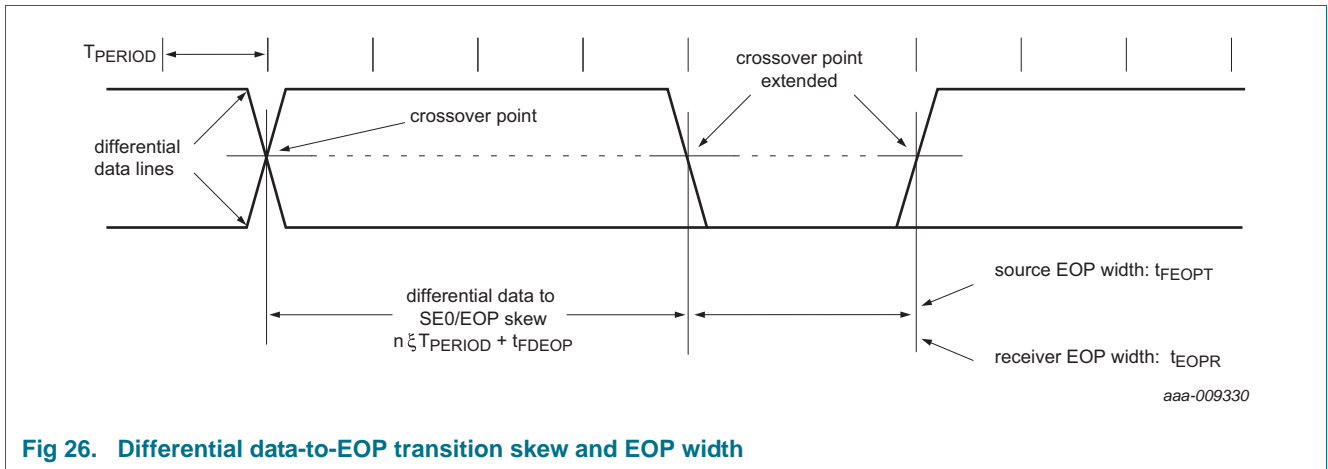 TPERIOD
crossover point
extended
crossover point
differential
data lines
source EOP width: tFEOPT
differential data to
SE0/EOP skew
n ξ TPERIOD + tFDEOP
receiver EOP width: tEOPR
aaa-009330
Fig 26. Differential data-to-EOP transition skew and EOP width